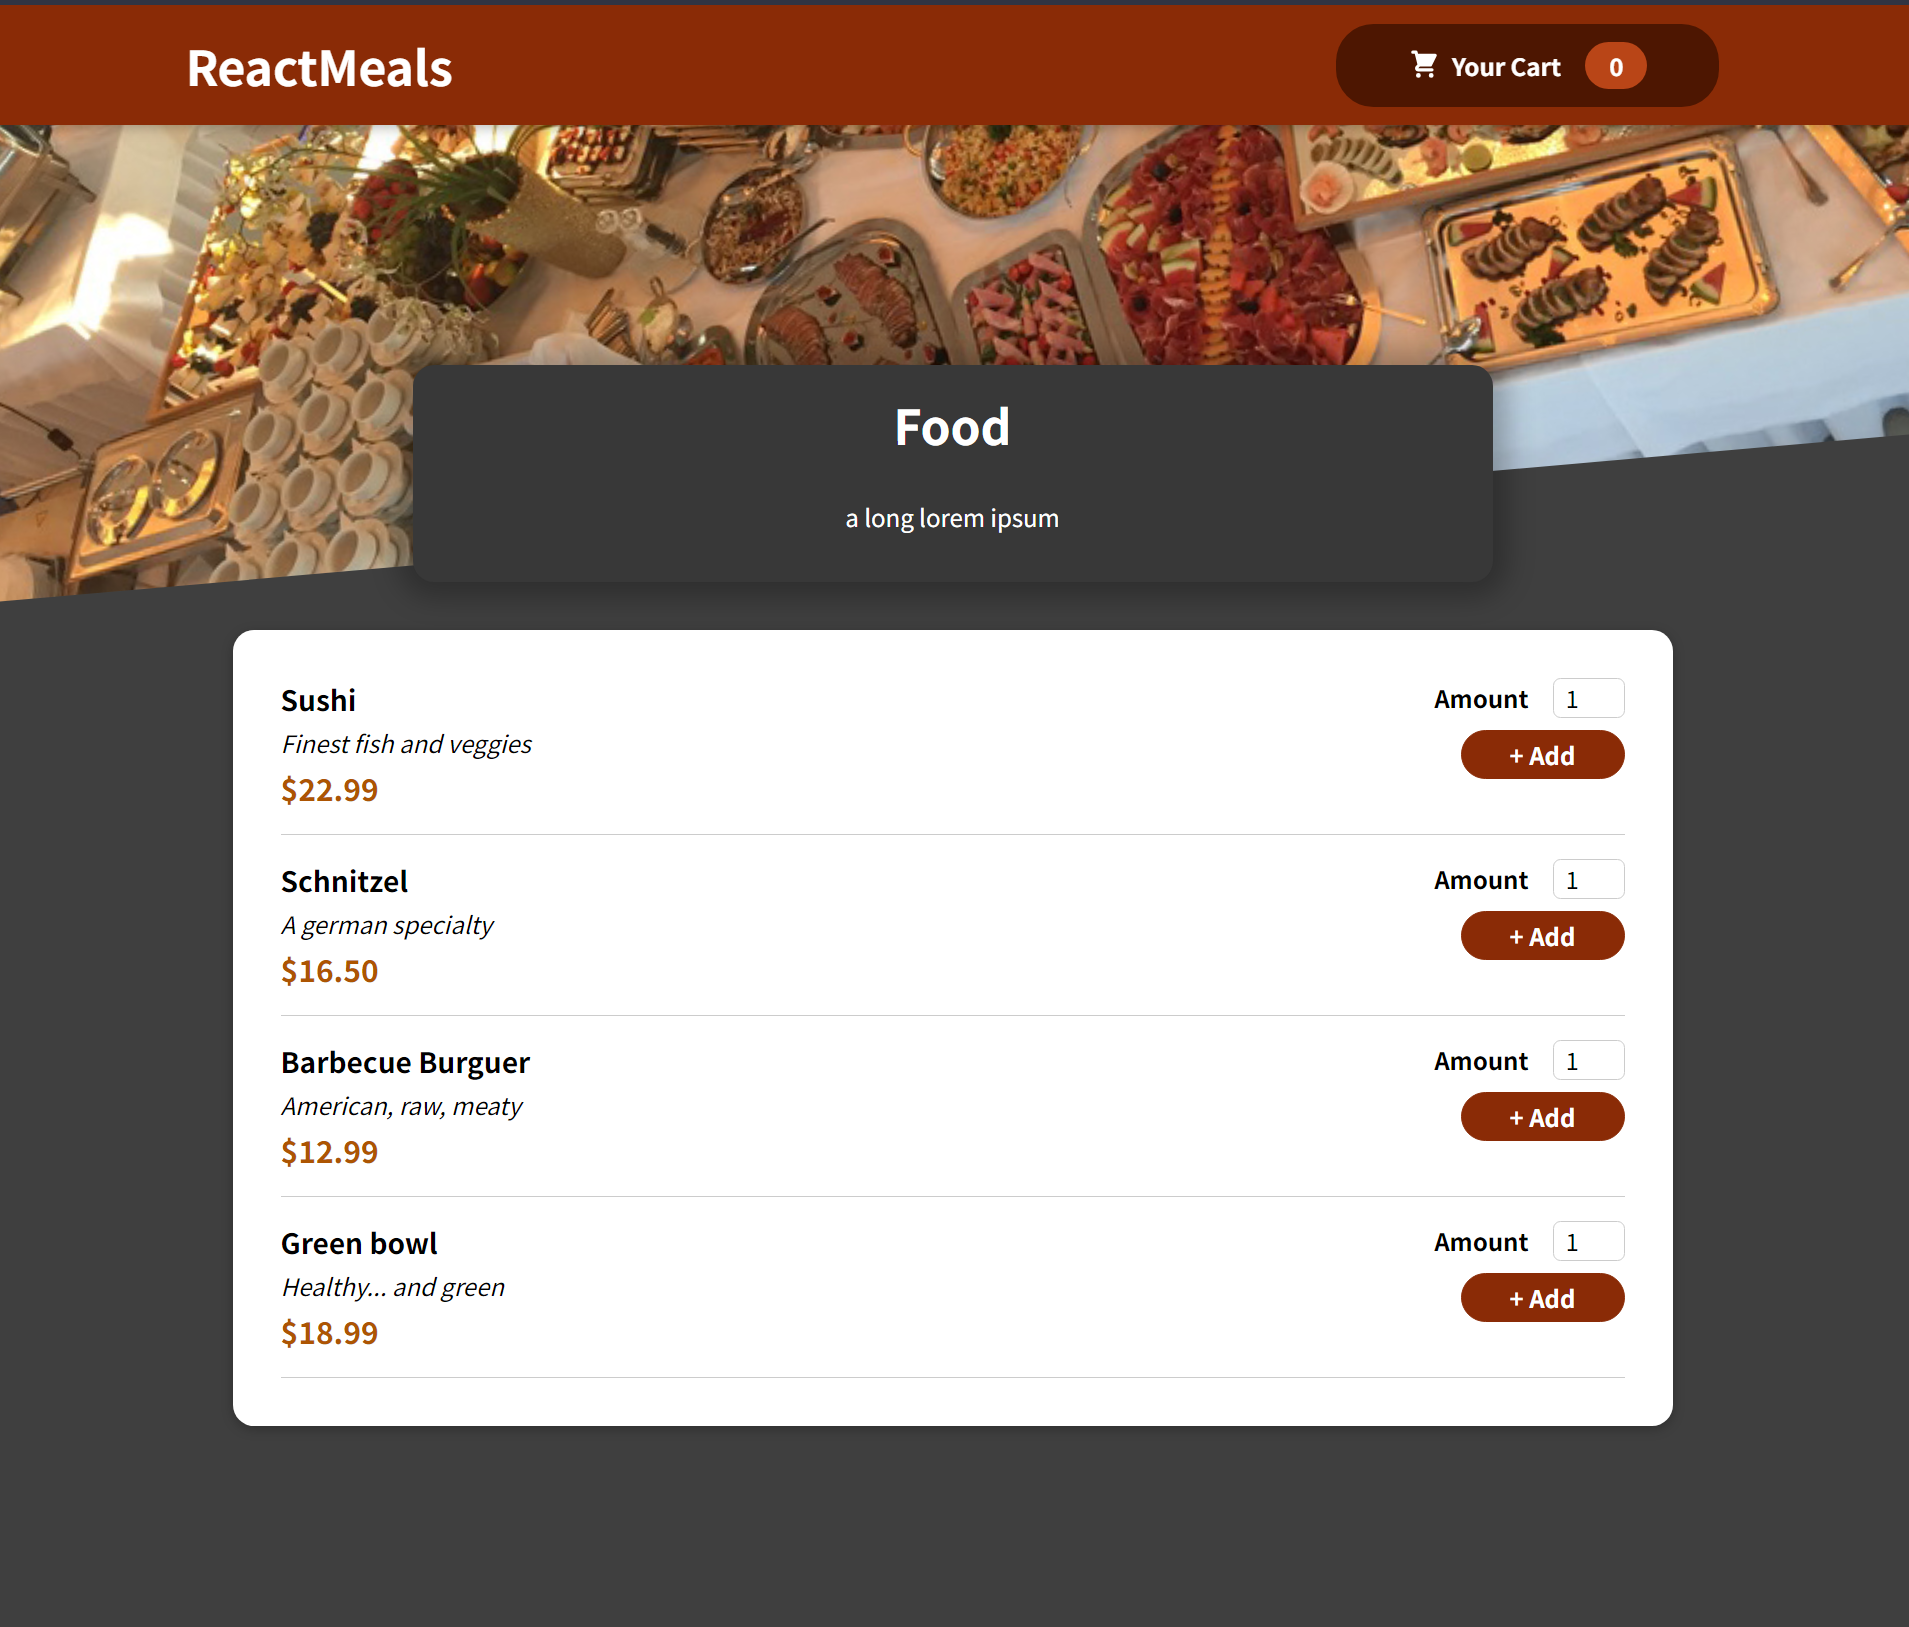 ReactMeals
Your Cart 0
Food
a long lorem ipsum
Sushi
Finest fish and veggies
$22.99
Amount 1
+ Add
Schnitzel
A german specialty
$16.50
Amount 1
+ Add
Barbecue Burguer
American, raw, meaty
$12.99
Amount 1
+ Add
Green bowl
Healthy... and green
$18.99
Amount 1
+ Add